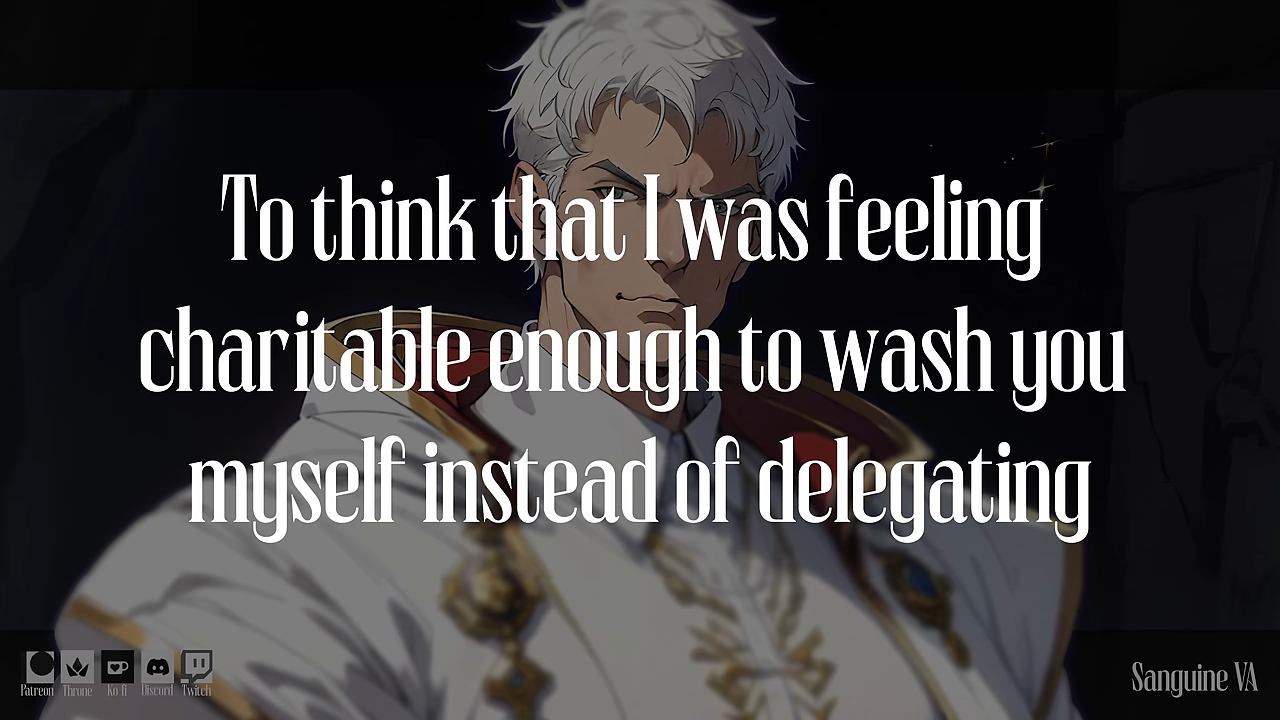 To think that I was feeling
charitable enough to wash you
myself instead of delegating
Patreon Throne Ko fi Discord Twitch
Sanguine VA